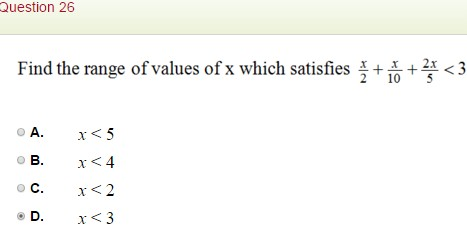 Question 26
Find the range of values of x which satisfies x/2 + x/10 + 2x/5 < 3
A. x < 5
B. x < 4
C. x < 2
D. x < 3